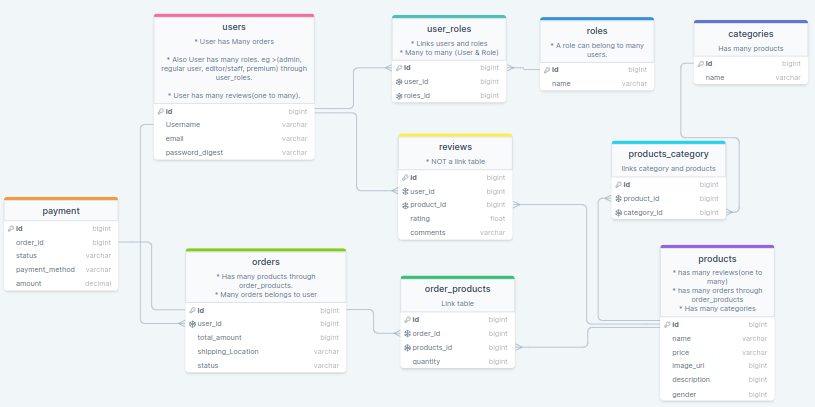 users
* User has Many orders
* Also User has many roles. eg >(admin,
regular user, editor/staff, premium) through
user_roles.
* User has many reviews(one to many).
id bigint
Username varchar
email varchar
password_digest varchar
user_roles
* Links users and roles
* Many to many (User & Role)
id bigint
user_id bigint
roles_id bigint
roles
* A role can belong to many
users.
id bigint
name varchar
categories
Has many products
id bigint
name varchar
reviews
* NOT a link table
id bigint
user_id bigint
product_id bigint
rating float
comments varchar
products_category
links category and products
id bigint
product_id bigint
category_id bigint
payment
id bigint
order_id bigint
status varchar
payment_method varchar
amount decimal
orders
* Has many products through
order_products.
* Many orders belongs to user
id bigint
user_id bigint
total_amount bigint
shipping_Location varchar
status varchar
order_products
Link table
id bigint
order_id bigint
products_id bigint
quantity bigint
products
* has many reviews(one to
many)
* has many orders through
order_products
* Has many categories
id bigint
name varchar
price varchar
image_url bigint
description bigint
gender bigint